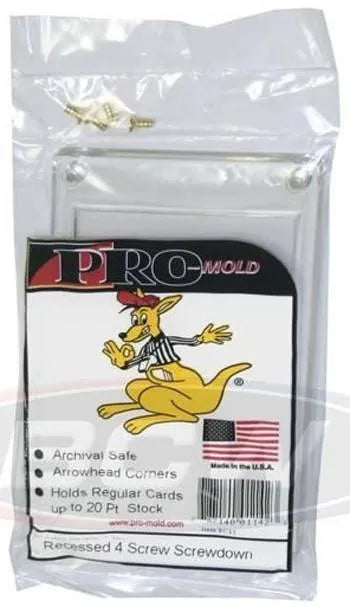 PRO-MOLD
®
Archival Safe
Arrowhead Corners
Made in the U.S.A.
Holds Regular Cards
up to 20 Pt. Stock
www.pro-mold.com
Recessed 4 Screw Screwdown